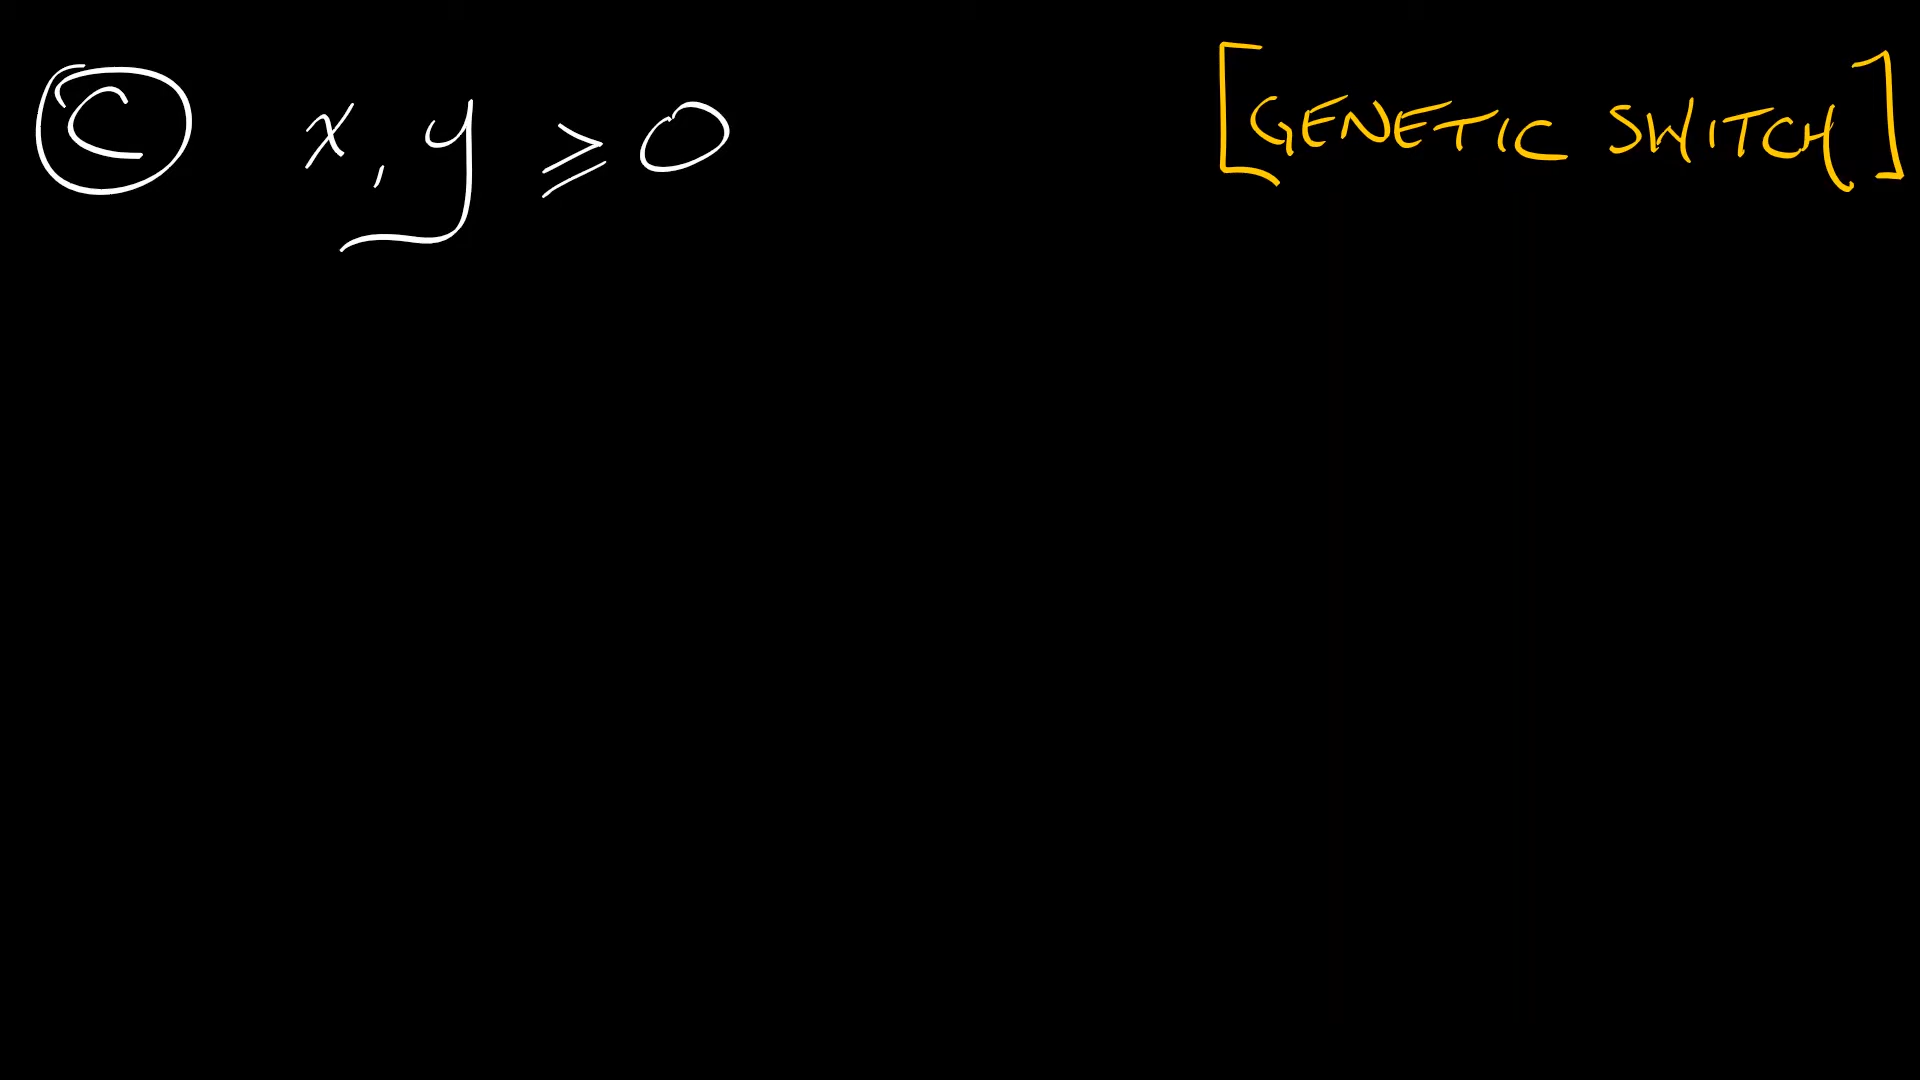 Ⓒ x, y ⩾ 0 [GENETIC SWITCH]